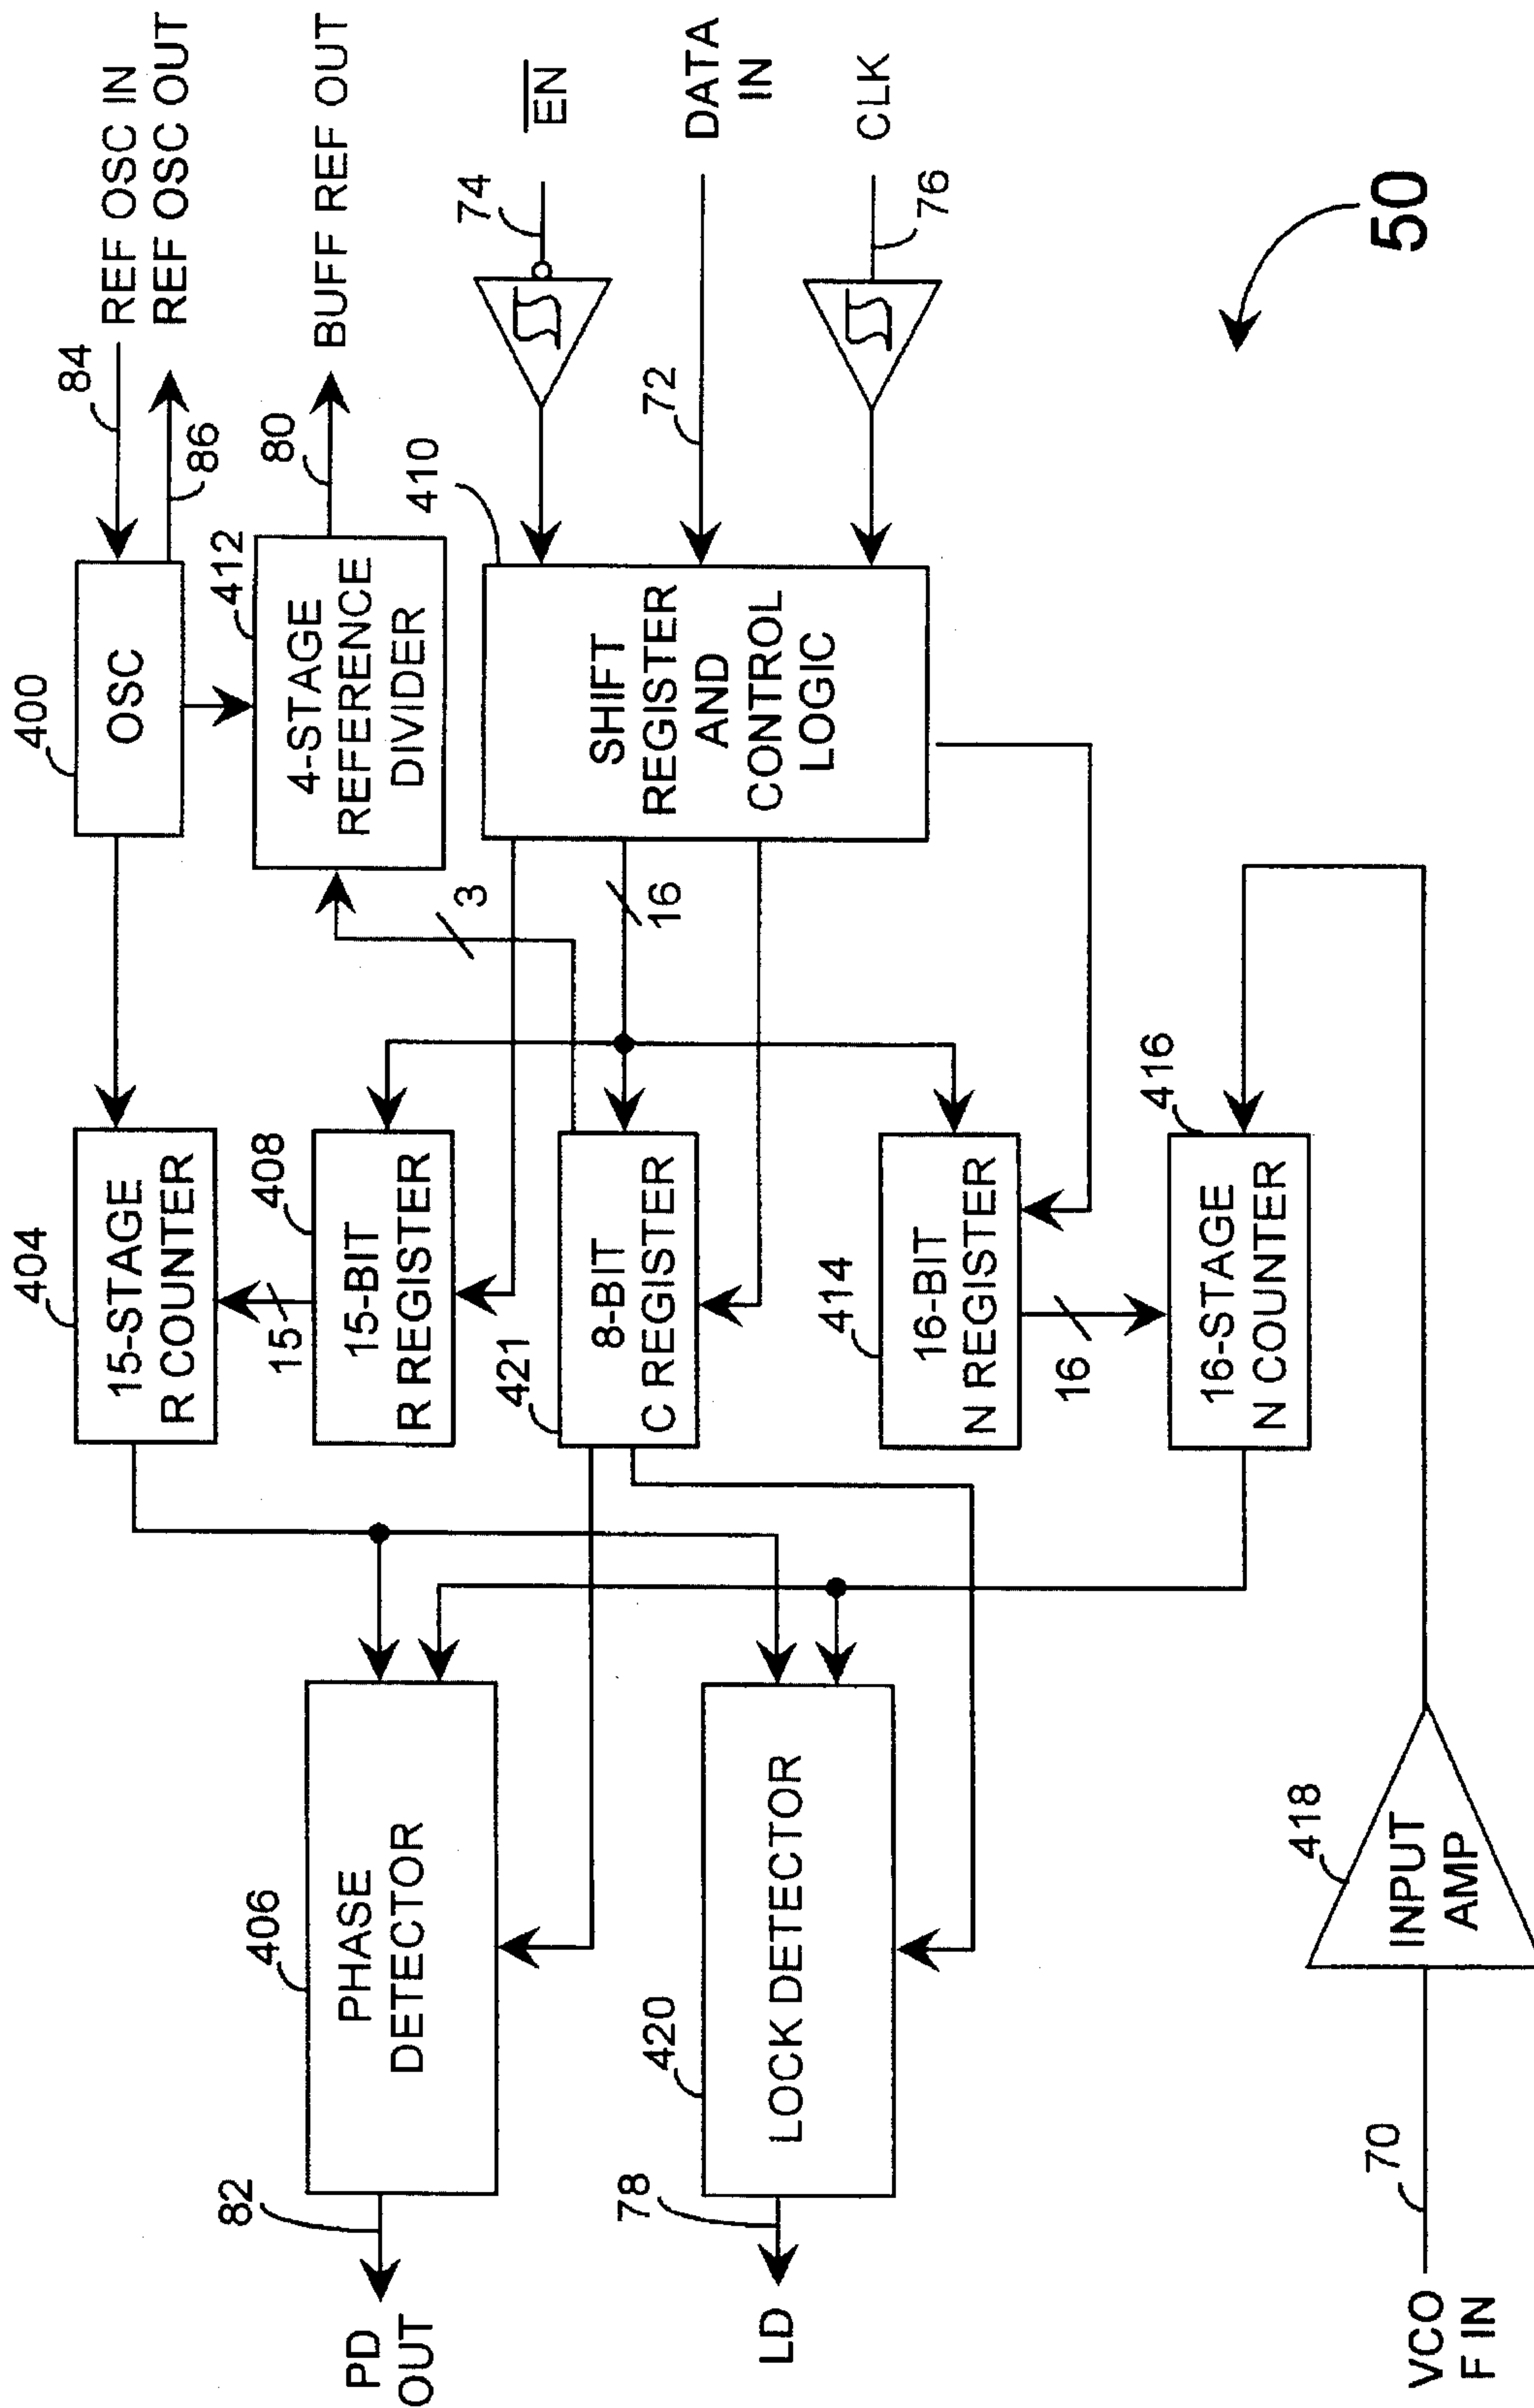 400
OSC
84
REF OSC IN
REF OSC OUT
86
404
15-STAGE
R COUNTER
412
4-STAGE
REFERENCE
DIVIDER
80
BUFF REF OUT
15
408
15-BIT
R REGISTER
3
82
PD
OUT
406
PHASE
DETECTOR
421
8-BIT
C REGISTER
16
410
SHIFT
REGISTER
AND
CONTROL
LOGIC
74
EN
72
DATA
IN
76
CLK
78
LD
420
LOCK DETECTOR
414
16-BIT
N REGISTER
16
416
16-STAGE
N COUNTER
418
INPUT
AMP
70
VCO
F IN
50